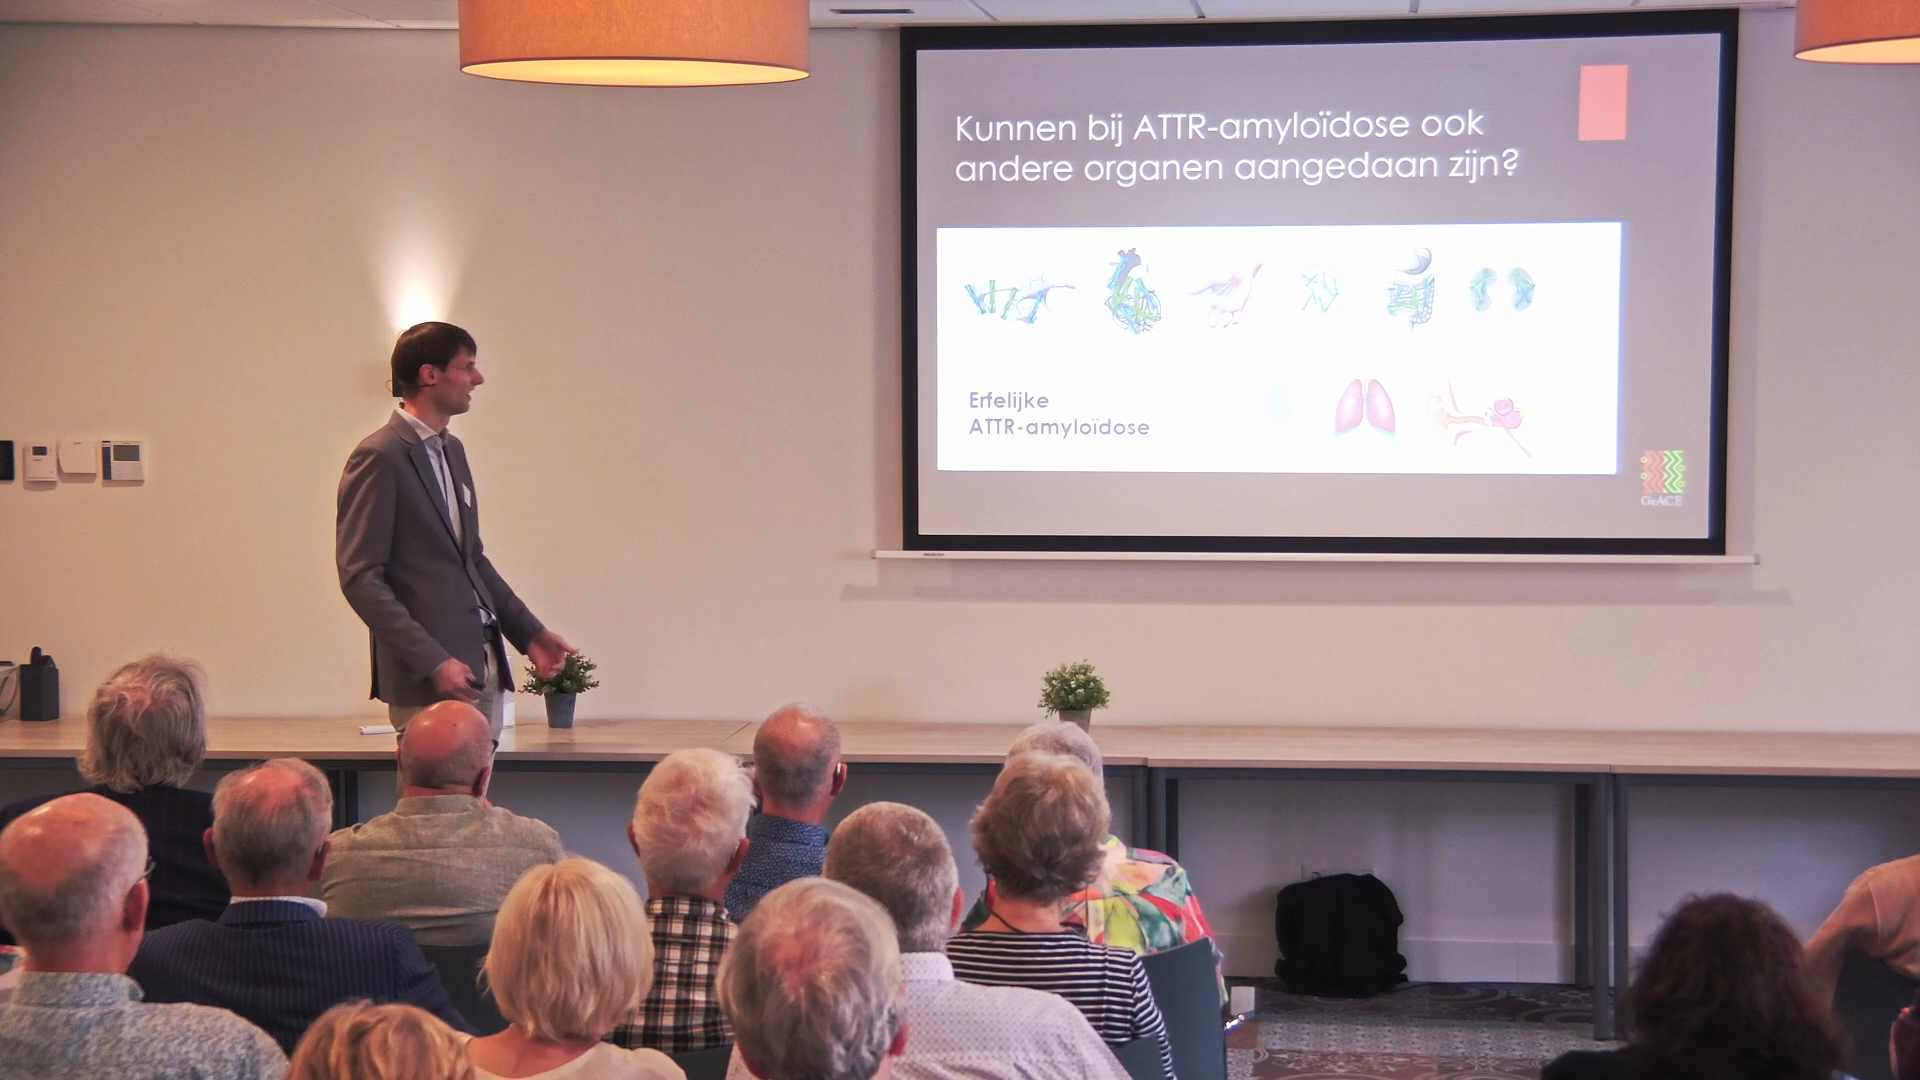 Kunnen bij ATTR-amyloïdose ook
andere organen aangedaan zijn?
Erfelijke
ATTR-amyloïdose
GrACE